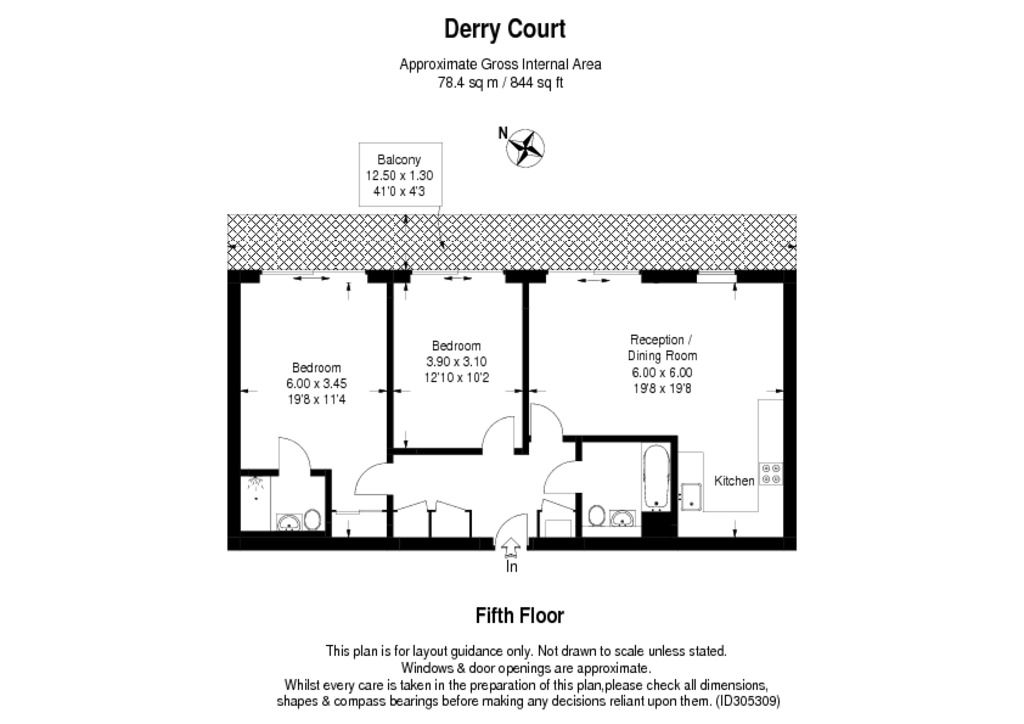 Derry Court
Approximate Gross Internal Area
78.4 sq m / 844 sq ft
N
Balcony
12.50 x 1.30
41'0 x 4'3
Bedroom
6.00 x 3.45
19'8 x 11'4
Bedroom
3.90 x 3.10
12'10 x 10'2
Reception /
Dining Room
6.00 x 6.00
19'8 x 19'8
Kitchen
In
Fifth Floor
This plan is for layout guidance only. Not drawn to scale unless stated.
Windows & door openings are approximate.
Whilst every care is taken in the preparation of this plan,please check all dimensions,
shapes & compass bearings before making any decisions reliant upon them. (ID305309)